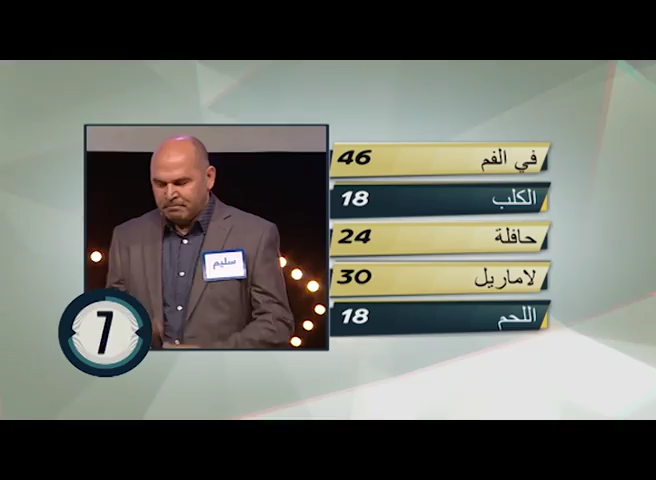 في الفم 46
الكلب 18
حافلة 24
لاماريل 30
اللحم 18
سليم
7